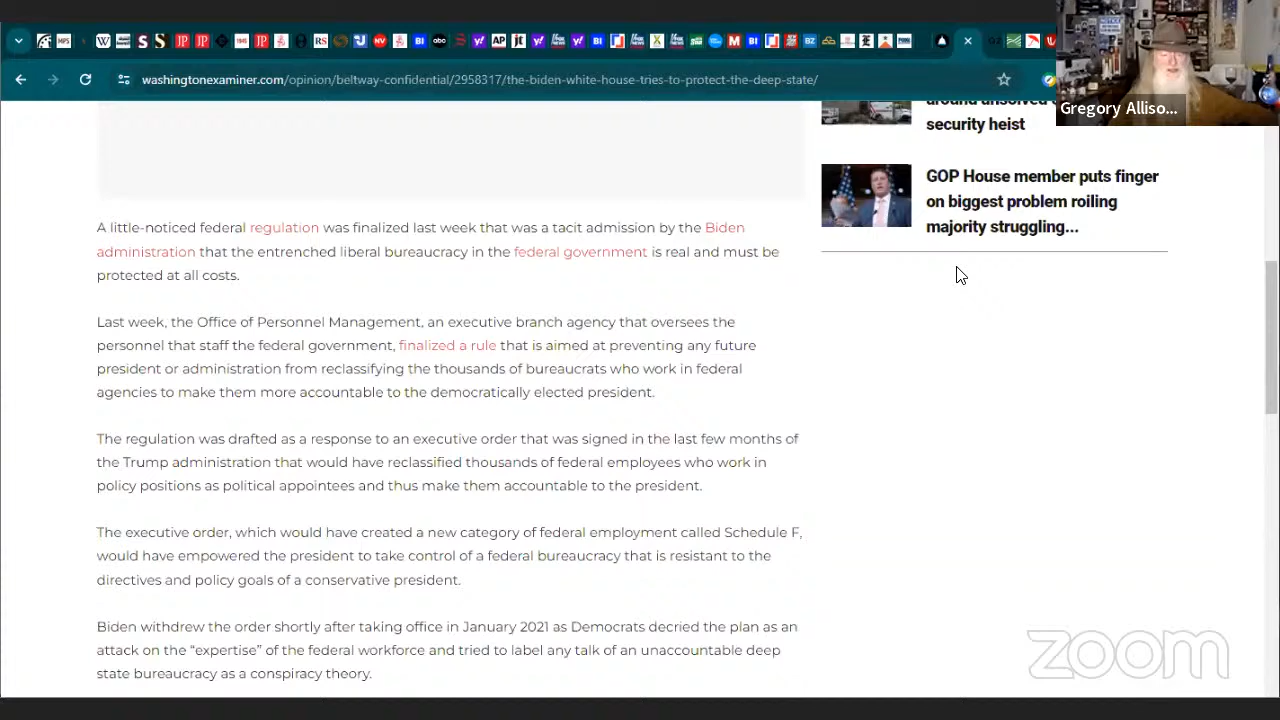 washingtonexaminer.com/opinion/beltway-confidential/2958317/the-biden-white-house-tries-to-protect-the-deep-state/
Gregory Alliso...
security heist
GOP House member puts finger
on biggest problem roiling
majority struggling...
A little-noticed federal regulation was finalized last week that was a tacit admission by the Biden
administration that the entrenched liberal bureaucracy in the federal government is real and must be
protected at all costs.
Last week, the Office of Personnel Management, an executive branch agency that oversees the
personnel that staff the federal government, finalized a rule that is aimed at preventing any future
president or administration from reclassifying the thousands of bureaucrats who work in federal
agencies to make them more accountable to the democratically elected president.
The regulation was drafted as a response to an executive order that was signed in the last few months of
the Trump administration that would have reclassified thousands of federal employees who work in
policy positions as political appointees and thus make them accountable to the president.
The executive order, which would have created a new category of federal employment called Schedule F,
would have empowered the president to take control of a federal bureaucracy that is resistant to the
directives and policy goals of a conservative president.
Biden withdrew the order shortly after taking office in January 2021 as Democrats decried the plan as an
attack on the “expertise” of the federal workforce and tried to label any talk of an unaccountable deep
state bureaucracy as a conspiracy theory.
zoom